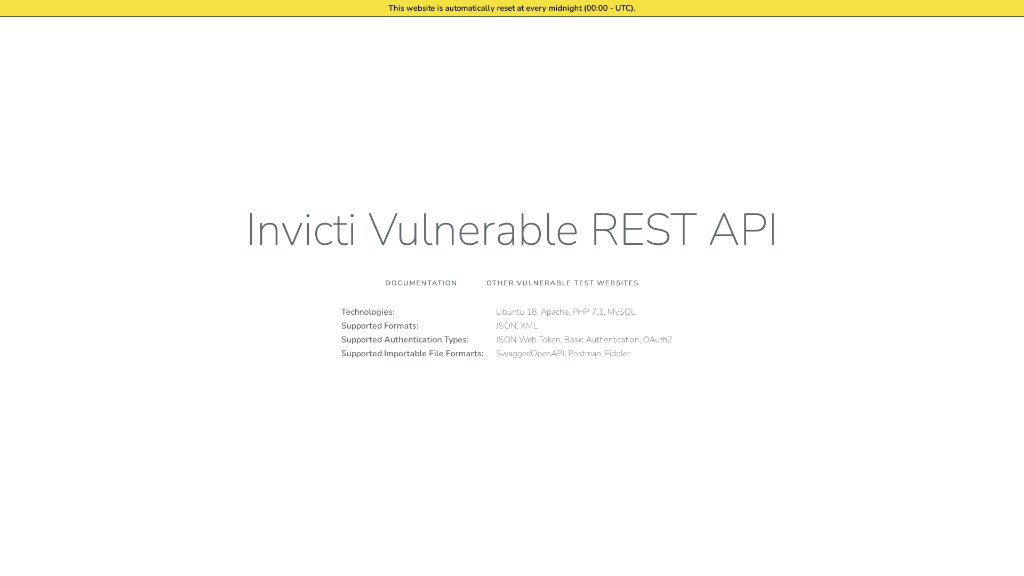 This website is automatically reset at every midnight (00:00 - UTC).
Invicti Vulnerable REST API
DOCUMENTATION OTHER VULNERABLE TEST WEBSITES
Technologies: Ubuntu 18, Apache, PHP 7.1, MySQL
Supported Formats: JSON, XML
Supported Authentication Types: JSON Web Token, Basic Authentication, OAuth2
Supported Importable File Formarts: Swagger/OpenAPI, Postman, Fiddler